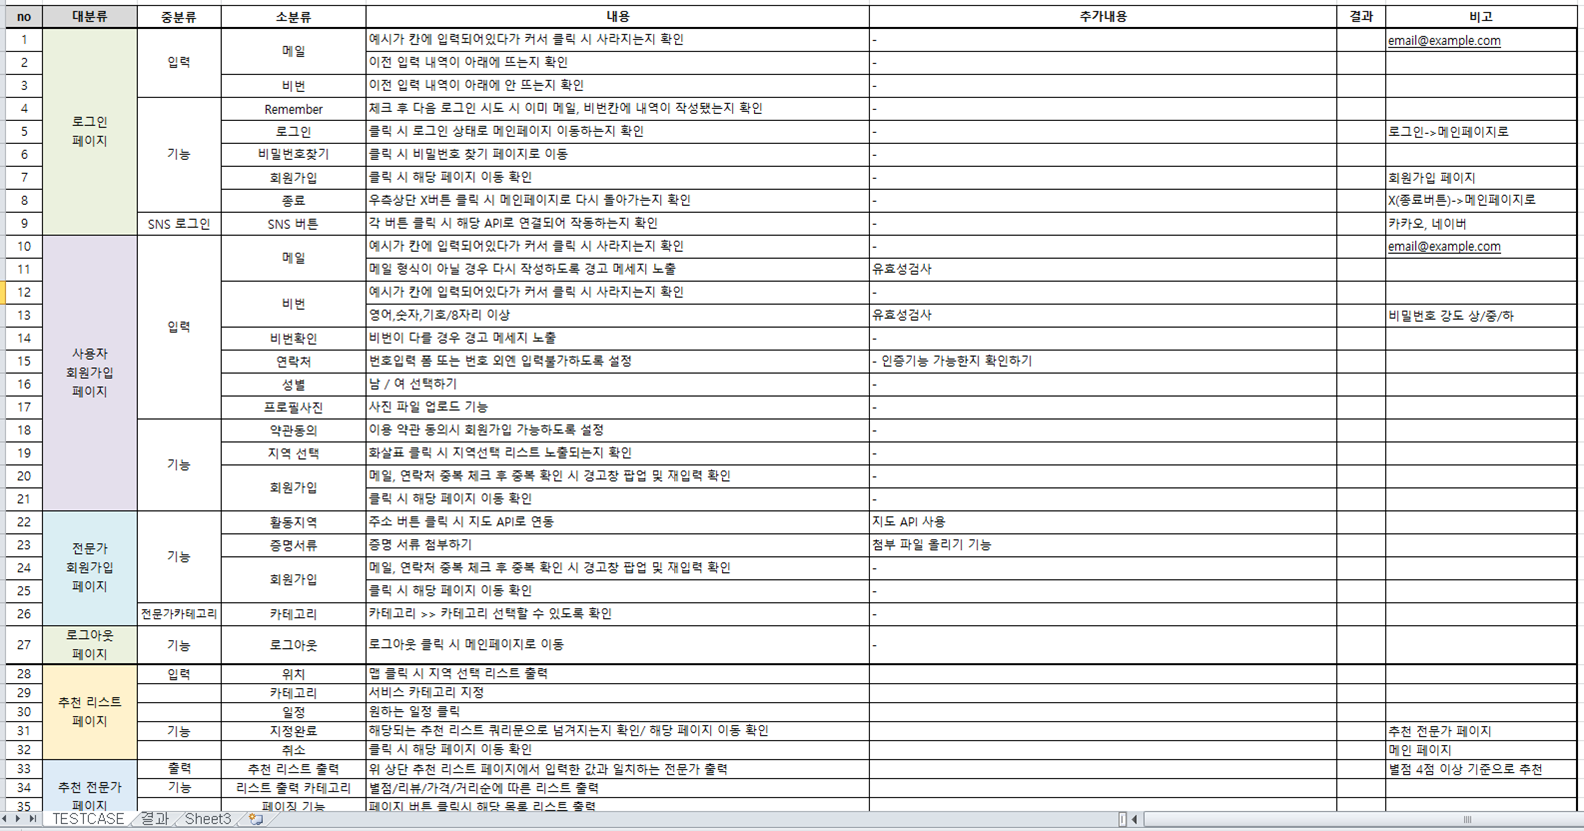 no 대분류 중분류 소분류 내용 추가내용 결과 비고
1 로그인 페이지 입력 메일 예시가 칸에 입력되어있다가 커서 클릭 시 사라지는지 확인 - email@example.com
2 이전 입력 내역이 아래에 뜨는지 확인 -
3 비번 이전 입력 내역이 아래에 안 뜨는지 확인 -
4 기능 Remember 체크 후 다음 로그인 시도 시 이미 메일, 비번칸에 내역이 작성됐는지 확인 -
5 로그인 클릭 시 로그인 상태로 메인페이지 이동하는지 확인 - 로그인->메인페이지로
6 비밀번호찾기 클릭 시 비밀번호 찾기 페이지로 이동 -
7 회원가입 클릭 시 해당 페이지 이동 확인 - 회원가입 페이지
8 종료 우측상단 X버튼 클릭 시 메인페이지로 다시 돌아가는지 확인 - X(종료버튼)->메인페이지로
9 SNS 로그인 SNS 버튼 각 버튼 클릭 시 해당 API로 연결되어 작동하는지 확인 - 카카오, 네이버
10 사용자 회원가입 페이지 입력 메일 예시가 칸에 입력되어있다가 커서 클릭 시 사라지는지 확인 - email@example.com
11 메일 형식이 아닐 경우 다시 작성하도록 경고 메세지 노출 유효성검사
12 비번 예시가 칸에 입력되어있다가 커서 클릭 시 사라지는지 확인 -
13 영어,숫자,기호/8자리 이상 유효성검사 비밀번호 강도 상/중/하
14 비번확인 비번이 다를 경우 경고 메세지 노출 -
15 연락처 번호입력 폼 또는 번호 외엔 입력불가하도록 설정 - 인증기능 가능한지 확인하기
16 성별 남 / 여 선택하기 -
17 프로필사진 사진 파일 업로드 기능 -
18 기능 약관동의 이용 약관 동의시 회원가입 가능하도록 설정 -
19 지역 선택 화살표 클릭 시 지역선택 리스트 노출되는지 확인 -
20 회원가입 메일, 연락처 중복 체크 후 중복 확인 시 경고창 팝업 및 재입력 확인 -
21 클릭 시 해당 페이지 이동 확인 -
22 전문가 회원가입 페이지 기능 활동지역 주소 버튼 클릭 시 지도 API로 연동 지도 API 사용
23 증명서류 증명 서류 첨부하기 첨부 파일 올리기 기능
24 회원가입 메일, 연락처 중복 체크 후 중복 확인 시 경고창 팝업 및 재입력 확인 -
25 클릭 시 해당 페이지 이동 확인 -
26 전문가카테고리 카테고리 카테고리 >> 카테고리 선택할 수 있도록 확인 -
27 로그아웃 페이지 기능 로그아웃 로그아웃 클릭 시 메인페이지로 이동 -
28 추천 리스트 페이지 입력 위치 맵 클릭 시 지역 선택 리스트 출력
29 카테고리 서비스 카테고리 지정
30 일정 원하는 일정 클릭
31 기능 지정완료 해당되는 추천 리스트 쿼리문으로 넘겨지는지 확인/ 해당 페이지 이동 확인 추천 전문가 페이지
32 취소 클릭 시 해당 페이지 이동 확인 메인 페이지
33 추천 전문가 페이지 출력 추천 리스트 출력 위 상단 추천 리스트 페이지에서 입력한 값과 일치하는 전문가 출력 별점 4점 이상 기준으로 추천
34 기능 리스트 출력 카테고리 별점/리뷰/가격/거리순에 따른 리스트 출력
35 페이징 기능 페이지 버튼 클릭시 해당 목록 리스트 출력
TESTCASE 결과 Sheet3